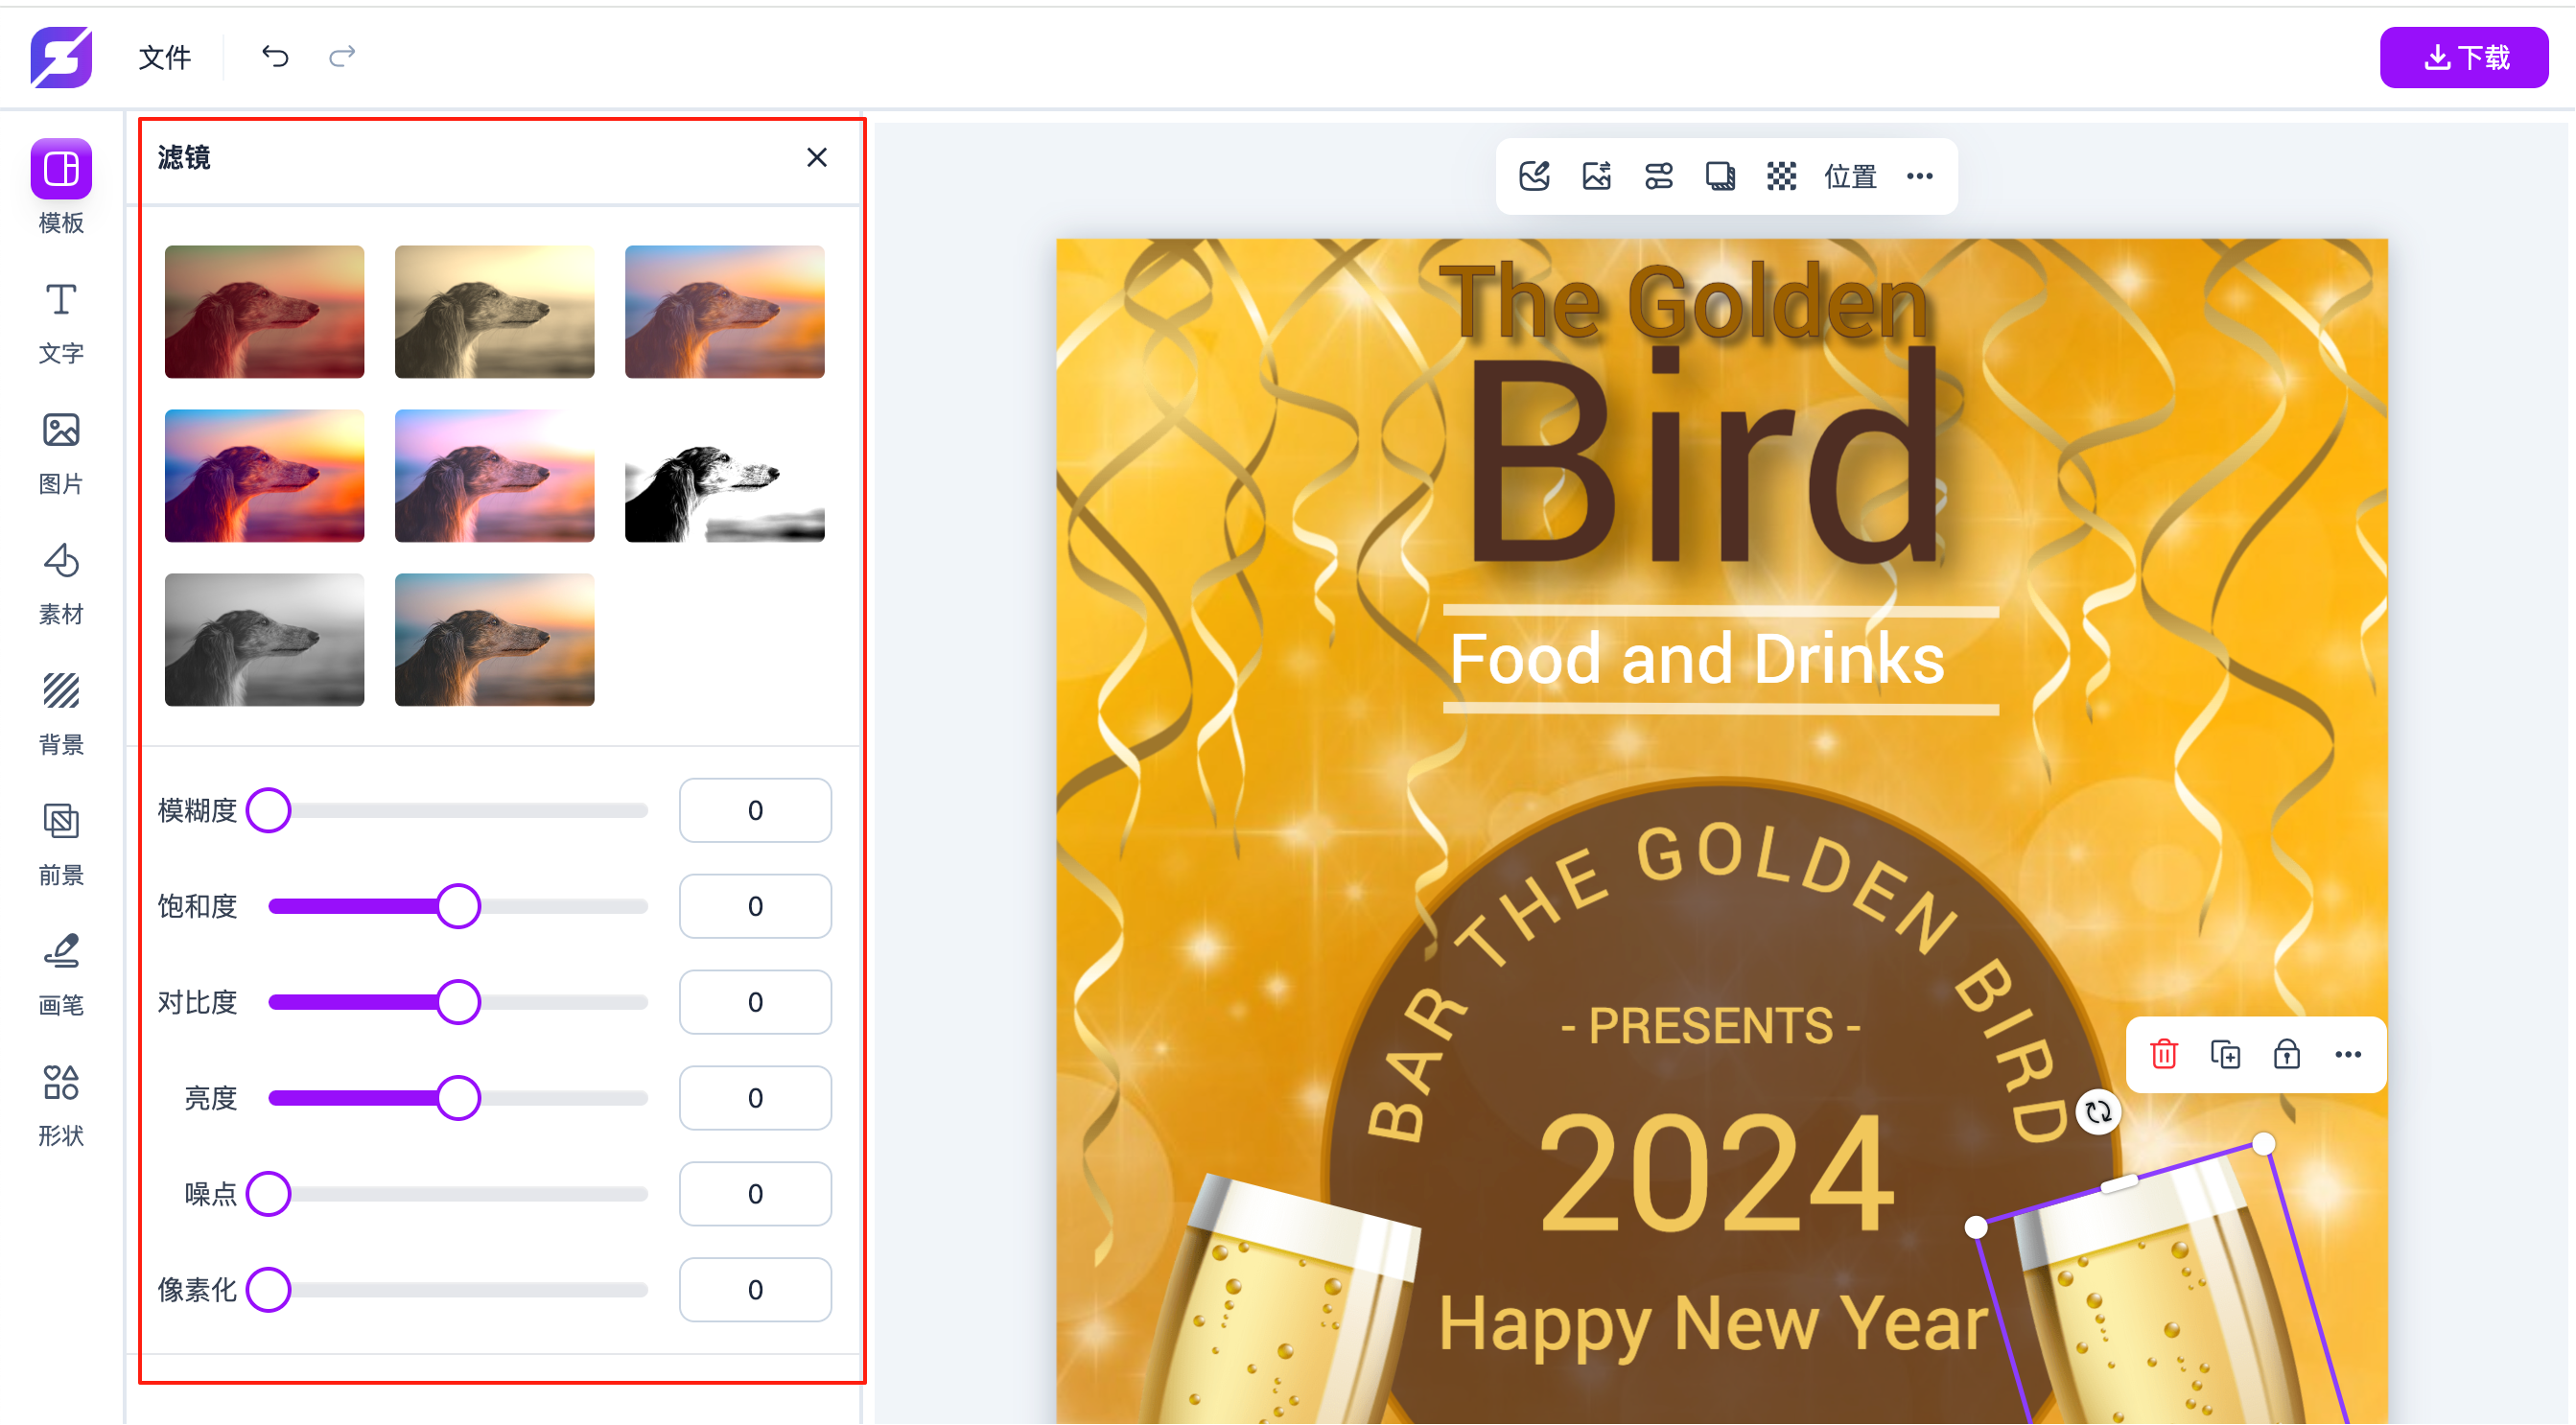 文件
下载
模板
文字
图片
素材
背景
前景
画笔
形状
滤镜
模糊度 0
饱和度 0
对比度 0
亮度 0
噪点 0
像素化 0
位置
The Golden
Bird
Food and Drinks
BAR THE GOLDEN BIRD
- PRESENTS -
2024
Happy New Year